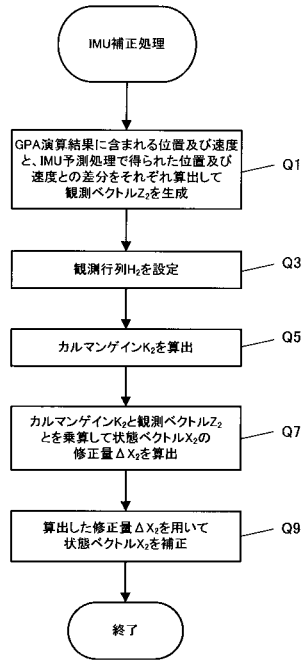 IMU補正処理
GPA演算結果に含まれる位置及び速度
と、IMU予測処理で得られた位置及び
速度との差分をそれぞれ算出して
観測ベクトルZ₂を生成
Q1
観測行列H₂を設定
Q3
カルマンゲインK₂を算出
Q5
カルマンゲインK₂と観測ベクトルZ₂
とを乗算して状態ベクトルX₂の
修正量ΔX₂を算出
Q7
算出した修正量ΔX₂を用いて
状態ベクトルX₂を補正
Q9
終了